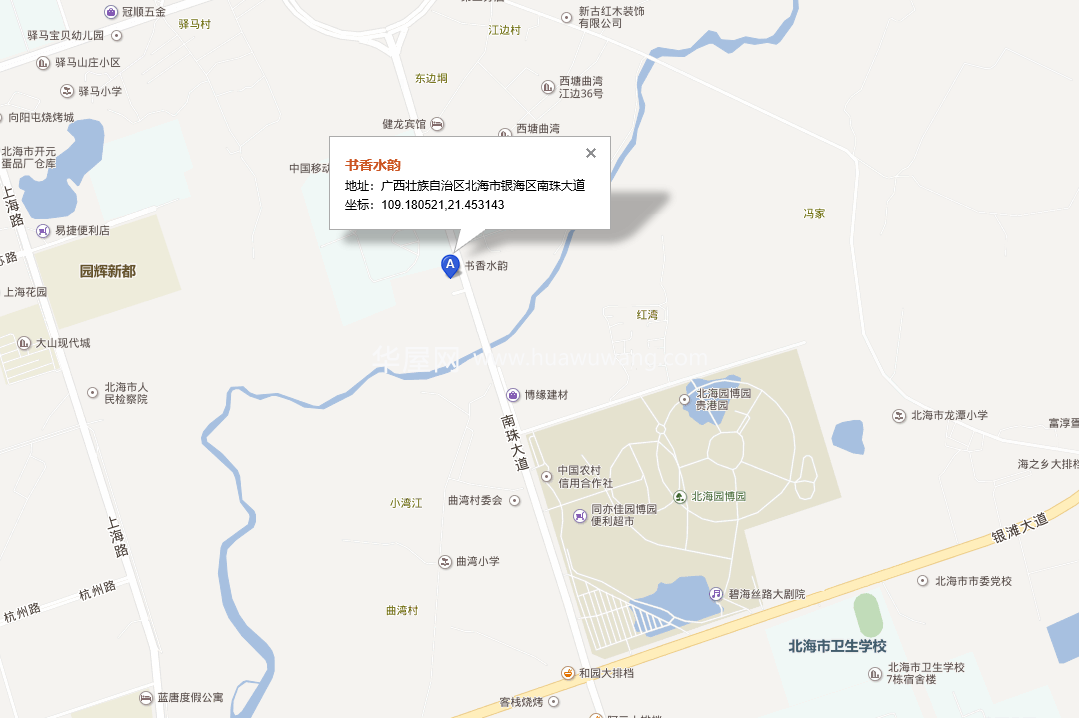 冠顺五金
驿马村
新古红木装饰
有限公司
江边村
驿马宝贝幼儿园
驿马山庄小区
东边垌
西塘曲湾
江边36号
驿马小学
向阳屯烧烤城
健龙宾馆
西塘曲湾
北海市开元
蛋品厂仓库
中国移动
书香水韵
地址：广西壮族自治区北海市银海区南珠大道
坐标：109.180521,21.453143
上海路
冯家
易捷便利店
园辉新都
A
书香水韵
上海花园
红湾
大山现代城
华屋网 www.huawuwang.com
北海市人
民检察院
博缘建材
北海园博园
贵港园
北海市龙潭小学
南珠大道
海之乡大排档
中国农村
信用合作社
北海园博园
小湾江
曲湾村委会
同亦佳园博园
便利超市
上海路
银滩大道
曲湾小学
杭州路
北海市市委党校
碧海丝路大剧院
杭州路
曲湾村
北海市卫生学校
和园大排档
北海市卫生学校
7栋宿舍楼
蓝唐度假公寓
客栈烧烤